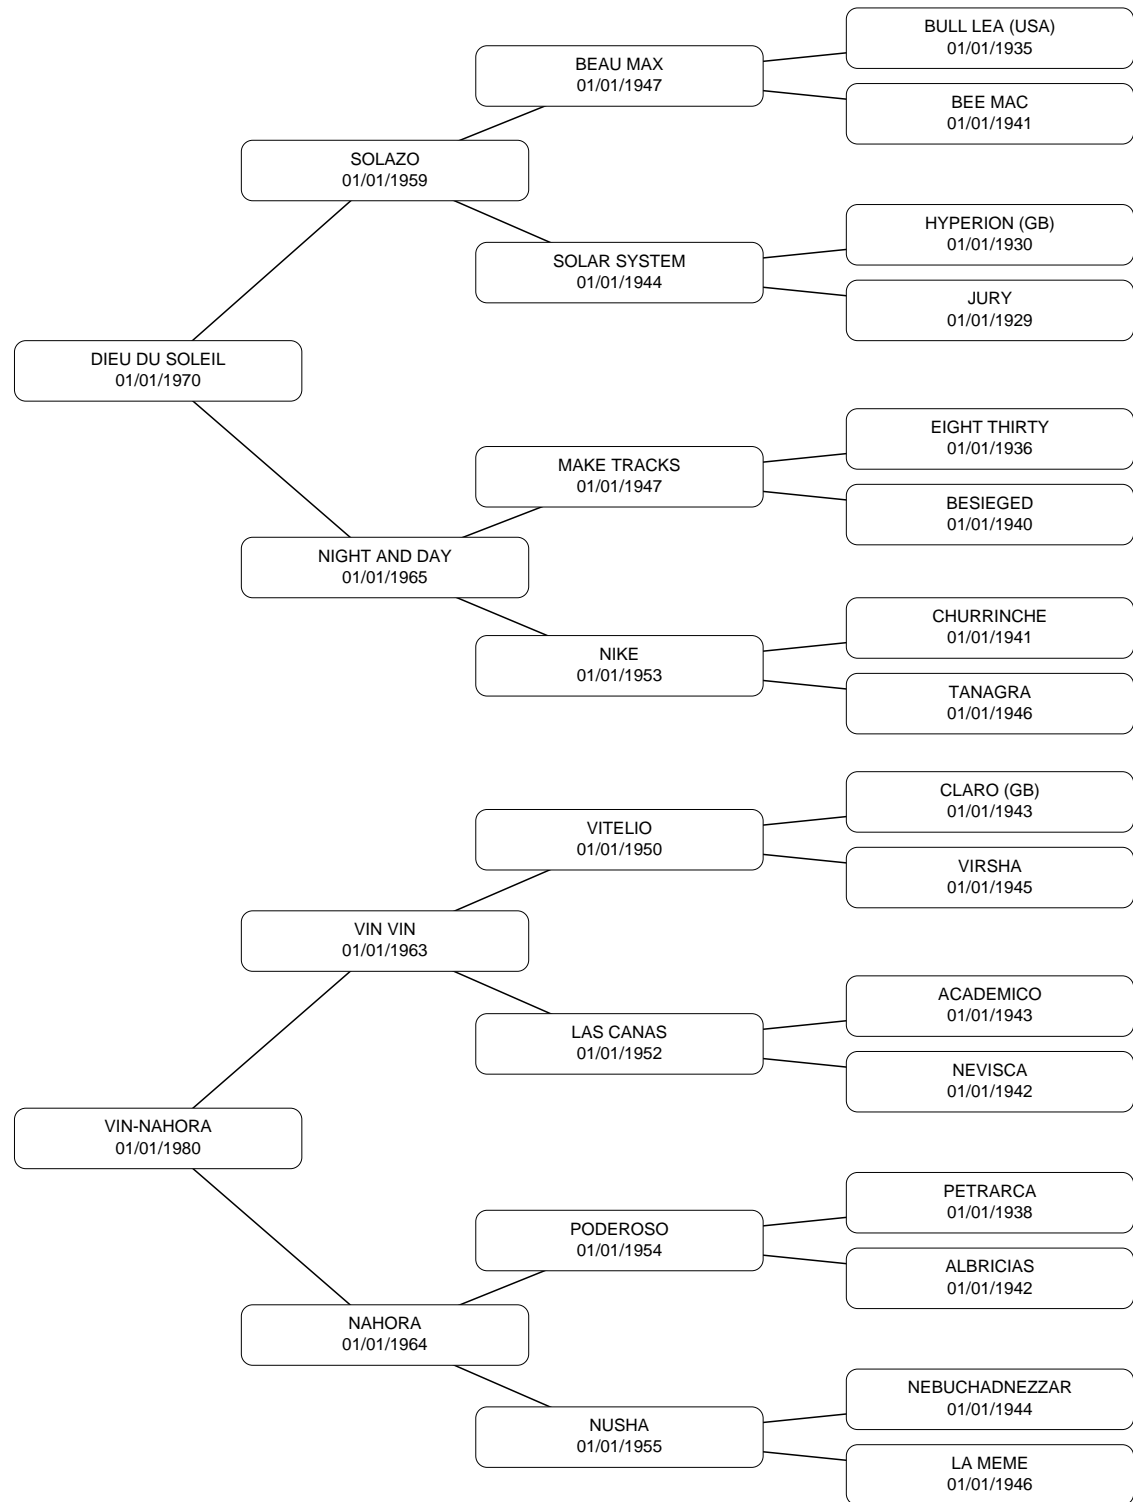 BULL LEA (USA)
01/01/1935
BEAU MAX
01/01/1947
BEE MAC
01/01/1941
SOLAZO
01/01/1959
HYPERION (GB)
01/01/1930
SOLAR SYSTEM
01/01/1944
JURY
01/01/1929
DIEU DU SOLEIL
01/01/1970
EIGHT THIRTY
01/01/1936
MAKE TRACKS
01/01/1947
BESIEGED
01/01/1940
NIGHT AND DAY
01/01/1965
CHURRINCHE
01/01/1941
NIKE
01/01/1953
TANAGRA
01/01/1946
CLARO (GB)
01/01/1943
VITELIO
01/01/1950
VIRSHA
01/01/1945
VIN VIN
01/01/1963
ACADEMICO
01/01/1943
LAS CANAS
01/01/1952
NEVISCA
01/01/1942
VIN-NAHORA
01/01/1980
PETRARCA
01/01/1938
PODEROSO
01/01/1954
ALBRICIAS
01/01/1942
NAHORA
01/01/1964
NEBUCHADNEZZAR
01/01/1944
NUSHA
01/01/1955
LA MEME
01/01/1946